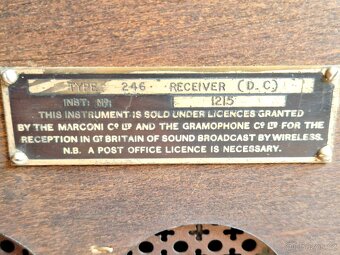 TYPE 246 RECEIVER (D.C.)
INST. No. 1215
THIS INSTRUMENT IS SOLD UNDER LICENCES GRANTED
BY THE MARCONI Co LTD AND THE GRAMOPHONE Co LTD FOR THE
RECEPTION IN GT BRITAIN OF SOUND BROADCAST BY WIRELESS.
N.B. A POST OFFICE LICENCE IS NECESSARY.